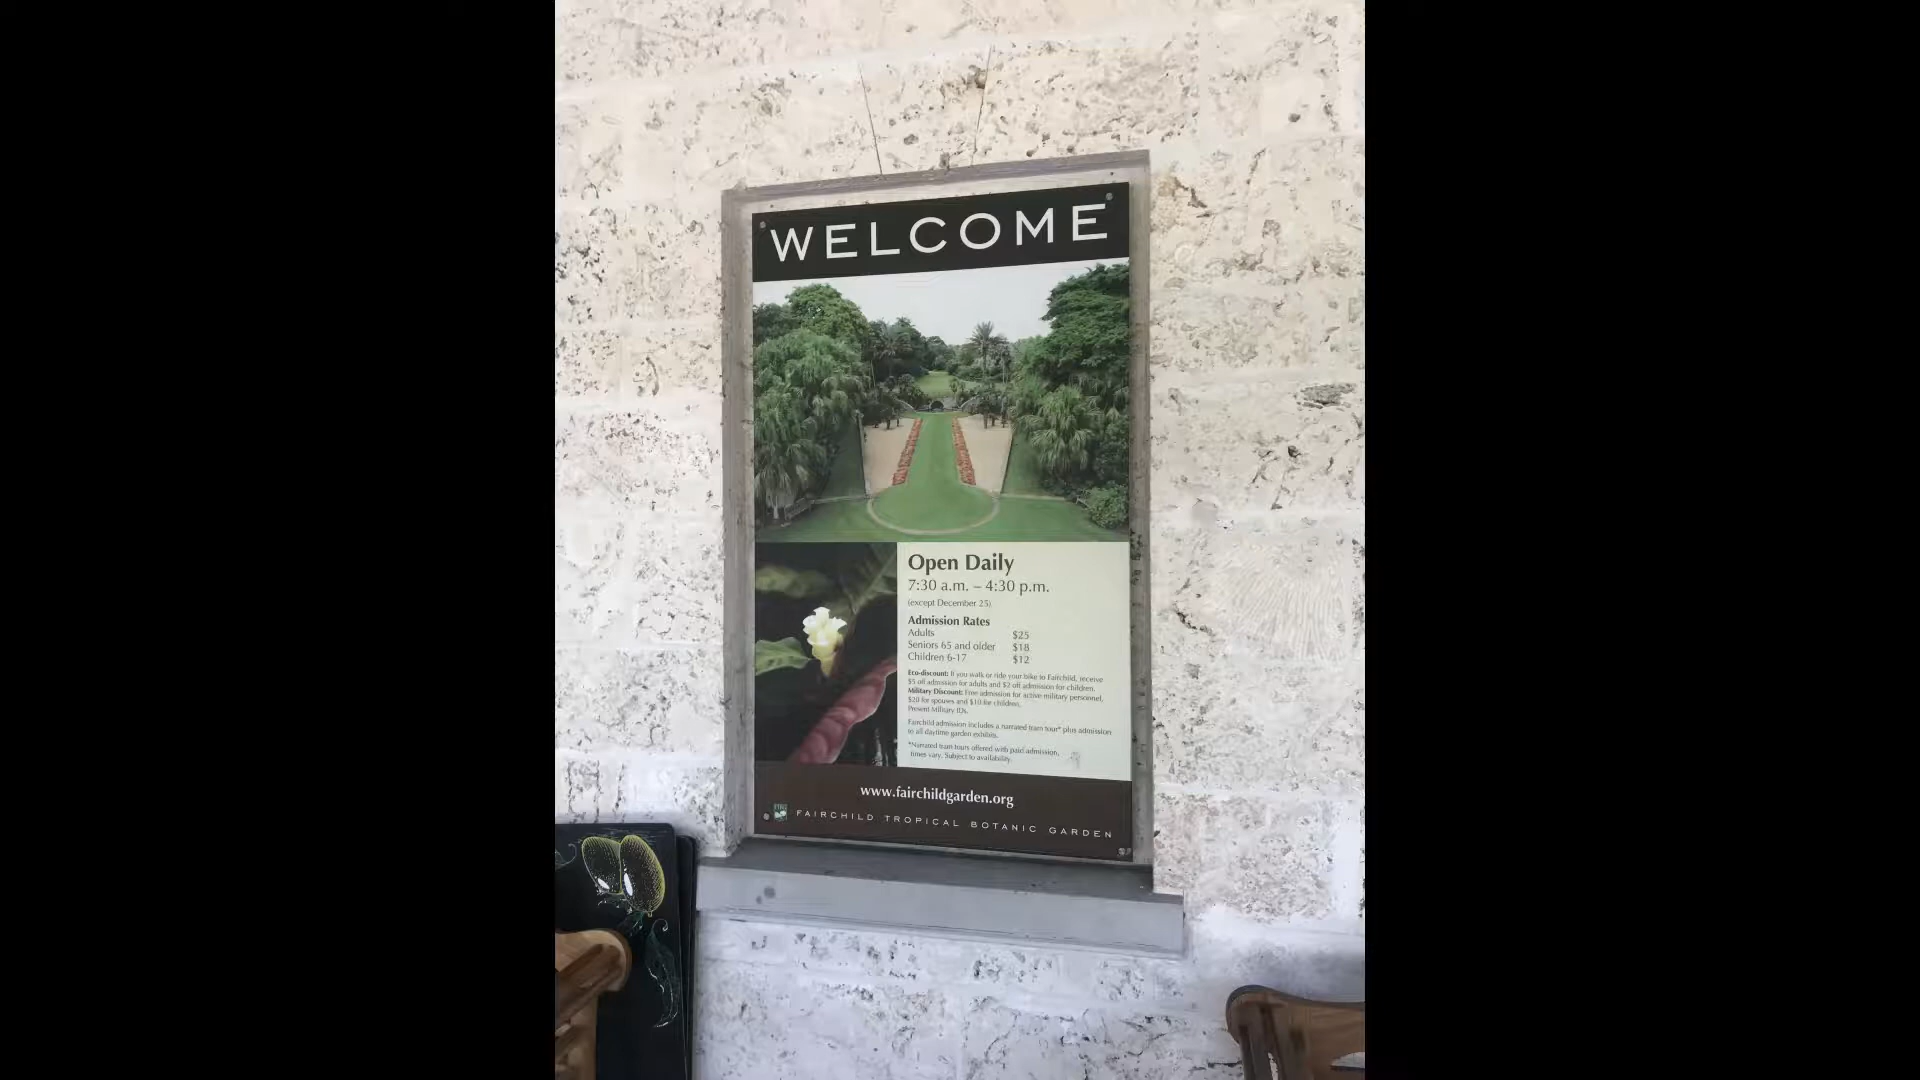 WELCOME
Open Daily
7:30 a.m. – 4:30 p.m.
(except December 25)
Admission Rates
Adults $25
Seniors 65 and older $18
Children 6-17 $12
Eco-discount: If you walk or ride your bike to Fairchild, receive
$5 off admission for adults and $2 off admission for children.
Military Discount: Free admission for active military personnel,
$20 for spouses and $10 for children.
Present Military IDs.
Fairchild admission includes a narrated tram tour* plus admission
to all daytime garden exhibits.
*Narrated tram tours offered with paid admission,
times vary. Subject to availability.
www.fairchildgarden.org
FAIRCHILD TROPICAL BOTANIC GARDEN